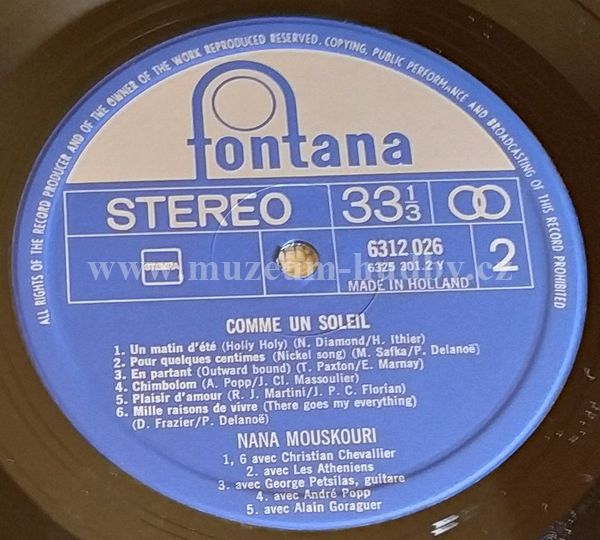 ALL RIGHTS OF THE RECORD PRODUCER AND OF THE OWNER OF THE WORK REPRODUCED RESERVED. COPYING, PUBLIC PERFORMANCE AND BROADCASTING OF THIS RECORD PROHIBITED
fontana
STEREO 33 1/3
STEMRA 6312 026 2
6325 301.2 Y
MADE IN HOLLAND
www.muzeum-hudby.cz
COMME UN SOLEIL
1. Un matin d'été (Holly Holy) (N. Diamond/H. Ithier)
2. Pour quelques centimes (Nickel song) (M. Safka/P. Delanoë)
3. En partant (Outward bound) (T. Paxton/E. Marnay)
4. Chimbolom (A. Popp/J. Cl. Massoulier)
5. Plaisir d'amour (R. J. Martini/J. P. C. Florian)
6. Mille raisons de vivre (There goes my everything)
(D. Frazier/P. Delanoë)
NANA MOUSKOURI
1, 6 avec Christian Chevallier
2. avec Les Atheniens
3. avec George Petsilas, guitare
4. avec André Popp
5. avec Alain Goraguer